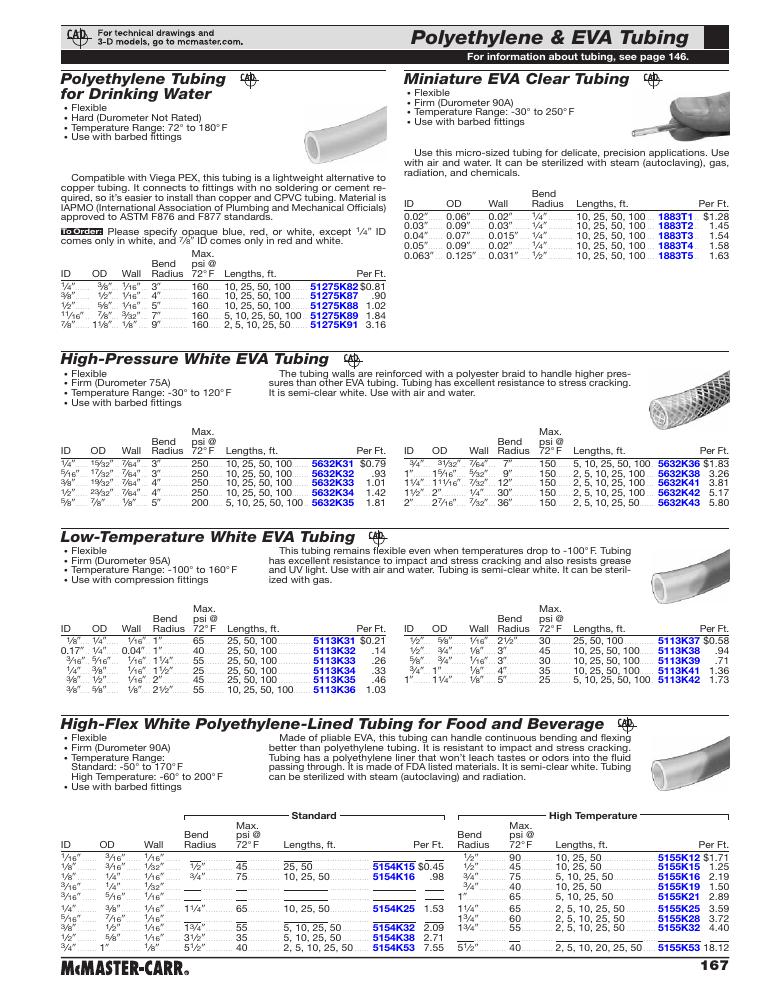 CAD
For technical drawings and
3-D models, go to mcmaster.com.
Polyethylene & EVA Tubing
For information about tubing, see page 146.
Polyethylene Tubing
for Drinking Water
CAD
• Flexible
• Hard (Durometer Not Rated)
• Temperature Range: 72° to 180°F
• Use with barbed fittings
Compatible with Viega PEX, this tubing is a lightweight alternative to
copper tubing. It connects to fittings with no soldering or cement re-
quired, so it's easier to install than copper and CPVC tubing. Material is
IAPMO (International Association of Plumbing and Mechanical Officials)
approved to ASTM F876 and F877 standards.
To Order: Please specify opaque blue, red, or white, except 1/4" ID
comes only in white, and 7/8" ID comes only in red and white.
Max.
Bend psi @
ID OD Wall Radius 72°F Lengths, ft. Per Ft.
1/4" 3/8" 1/16" 3" 160 10, 25, 50, 100 51275K82 $0.81
3/8" 1/2" 1/16" 4" 160 10, 25, 50, 100 51275K87 .90
1/2" 5/8" 1/16" 5" 160 10, 25, 50, 100 51275K88 1.02
11/16" 7/8" 3/32" 7" 160 5, 10, 25, 50, 100 51275K89 1.84
7/8" 1 1/8" 1/8" 9" 160 2, 5, 10, 25, 50 51275K91 3.16
Miniature EVA Clear Tubing
CAD
• Flexible
• Firm (Durometer 90A)
• Temperature Range: -30° to 250°F
• Use with barbed fittings
Use this micro-sized tubing for delicate, precision applications. Use
with air and water. It can be sterilized with steam (autoclaving), gas,
radiation, and chemicals.
Bend
ID OD Wall Radius Lengths, ft. Per Ft.
0.02" 0.06" 0.02" 1/4" 10, 25, 50, 100 1883T1 $1.28
0.03" 0.09" 0.03" 1/4" 10, 25, 50, 100 1883T2 1.45
0.04" 0.07" 0.015" 1/4" 10, 25, 50, 100 1883T3 1.54
0.05" 0.09" 0.02" 1/4" 10, 25, 50, 100 1883T4 1.58
0.063" 0.125" 0.031" 1/2" 10, 25, 50, 100 1883T5 1.63
High-Pressure White EVA Tubing
CAD
• Flexible
• Firm (Durometer 75A)
• Temperature Range: -30° to 120°F
• Use with barbed fittings
The tubing walls are reinforced with a polyester braid to handle higher pres-
sures than other EVA tubing. Tubing has excellent resistance to stress cracking.
It is semi-clear white. Use with air and water.
Max.
Bend psi @
ID OD Wall Radius 72°F Lengths, ft. Per Ft.
1/4" 15/32" 7/64" 3" 250 10, 25, 50, 100 5632K31 $0.79
5/16" 17/32" 7/64" 3" 250 10, 25, 50, 100 5632K32 .93
3/8" 19/32" 7/64" 4" 250 10, 25, 50, 100 5632K33 1.01
1/2" 23/32" 7/64" 4" 250 10, 25, 50, 100 5632K34 1.42
5/8" 7/8" 1/8" 5" 200 5, 10, 25, 50, 100 5632K35 1.81
Max.
Bend psi @
ID OD Wall Radius 72°F Lengths, ft. Per Ft.
3/4" 31/32" 7/64" 7" 150 5, 10, 25, 50, 100 5632K36 $1.83
1" 15/16" 5/32" 9" 150 2, 5, 10, 25, 50 5632K38 3.26
1 1/4" 1 11/16" 7/32" 12" 150 2, 5, 10, 25, 50 5632K41 3.81
1 1/2" 2" 1/4" 30" 150 2, 5, 10, 25, 50 5632K42 5.17
2" 2 7/16" 7/32" 36" 150 2, 5, 10, 25, 50 5632K43 5.80
Low-Temperature White EVA Tubing
CAD
• Flexible
• Firm (Durometer 95A)
• Temperature Range: -100° to 160°F
• Use with compression fittings
This tubing remains flexible even when temperatures drop to -100°F. Tubing
has excellent resistance to impact and stress cracking and also resists grease
and UV light. Use with air and water. Tubing is semi-clear white. It can be steril-
ized with gas.
Max.
Bend psi @
ID OD Wall Radius 72°F Lengths, ft. Per Ft.
1/8" 1/4" 1/16" 1" 65 25, 50, 100 5113K31 $0.21
0.17" 1/4" 0.04" 1" 40 25, 50, 100 5113K32 .14
3/16" 5/16" 1/16" 1 1/4" 55 25, 50, 100 5113K33 .26
1/4" 3/8" 1/16" 1 1/2" 25 25, 50, 100 5113K34 .33
3/8" 1/2" 1/16" 2" 45 25, 50, 100 5113K35 .46
3/8" 5/8" 1/8" 2 1/2" 55 10, 25, 50, 100 5113K36 1.03
Max.
Bend psi @
ID OD Wall Radius 72°F Lengths, ft. Per Ft.
1/2" 5/8" 1/16" 2 1/2" 30 25, 50, 100 5113K37 $0.58
1/2" 3/4" 1/8" 3" 45 10, 25, 50, 100 5113K38 .94
5/8" 3/4" 1/16" 3" 30 10, 25, 50, 100 5113K39 .71
3/4" 1" 1/8" 4" 35 10, 25, 50, 100 5113K41 1.36
1" 1 1/4" 1/8" 5" 25 5, 10, 25, 50, 100 5113K42 1.73
High-Flex White Polyethylene-Lined Tubing for Food and Beverage
CAD
• Flexible
• Firm (Durometer 90A)
• Temperature Range:
Standard: -50° to 170°F
High Temperature: -60° to 200°F
• Use with barbed fittings
Made of pliable EVA, this tubing can handle continuous bending and flexing
better than polyethylene tubing. It is resistant to impact and stress cracking.
Tubing has a polyethylene liner that won't leach tastes or odors into the fluid
passing through. It is made of FDA listed materials. It is semi-clear white. Tubing
can be sterilized with steam (autoclaving) and radiation.
Standard High Temperature
Max. Max.
Bend psi @ Bend psi @
ID OD Wall Radius 72°F Lengths, ft. Per Ft. Radius 72°F Lengths, ft. Per Ft.
1/16" 3/16" 1/16" — — — — 1/2" 90 10, 25, 50 5155K12 $1.71
1/8" 3/16" 1/32" 1/2" 45 25, 50 5154K15 $0.45 1/2" 45 10, 25, 50 5155K15 1.25
1/8" 1/4" 1/16" 3/4" 75 10, 25, 50 5154K16 .98 3/4" 75 5, 10, 25, 50 5155K16 2.19
3/16" 1/4" 1/32" — — — — 3/4" 40 10, 25, 50 5155K19 1.50
3/16" 5/16" 1/16" — — — — 1" 65 5, 10, 25, 50 5155K21 2.89
1/4" 3/8" 1/16" 1 1/4" 65 10, 25, 50 5154K25 1.53 1 1/4" 65 2, 5, 10, 25, 50 5155K25 3.59
5/16" 7/16" 1/16" — — — — 1 3/4" 60 2, 5, 10, 25, 50 5155K28 3.72
3/8" 1/2" 1/16" 1 3/4" 55 5, 10, 25, 50 5154K32 2.09 1 3/4" 55 2, 5, 10, 25, 50 5155K32 4.40
1/2" 5/8" 1/16" 3 1/2" 35 5, 10, 25, 50 5154K38 2.71 — — — —
3/4" 1" 1/8" 5 1/2" 40 2, 5, 10, 25, 50 5154K53 7.55 5 1/2" 40 2, 5, 10, 20, 25, 50 5155K53 18.12
McMASTER-CARR®
167